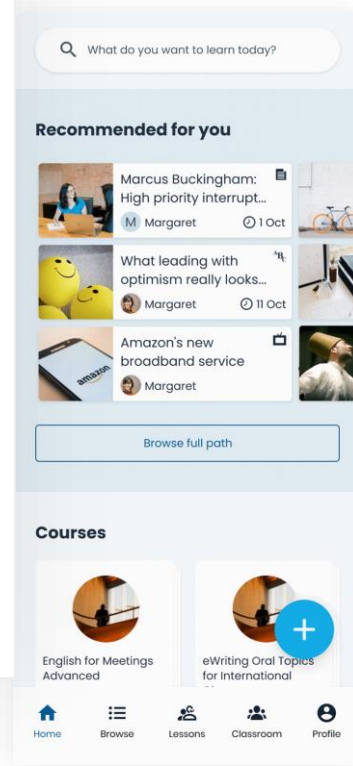 What do you want to learn today?
Recommended for you
Marcus Buckingham:
High priority interrupt...
M Margaret 1 Oct
What leading with
optimism really looks...
Margaret 11 Oct
Amazon's new
broadband service
Margaret
amazon
Browse full path
Courses
English for Meetings
Advanced
eWriting Oral Topics
for International
Home Browse Lessons Classroom Profile